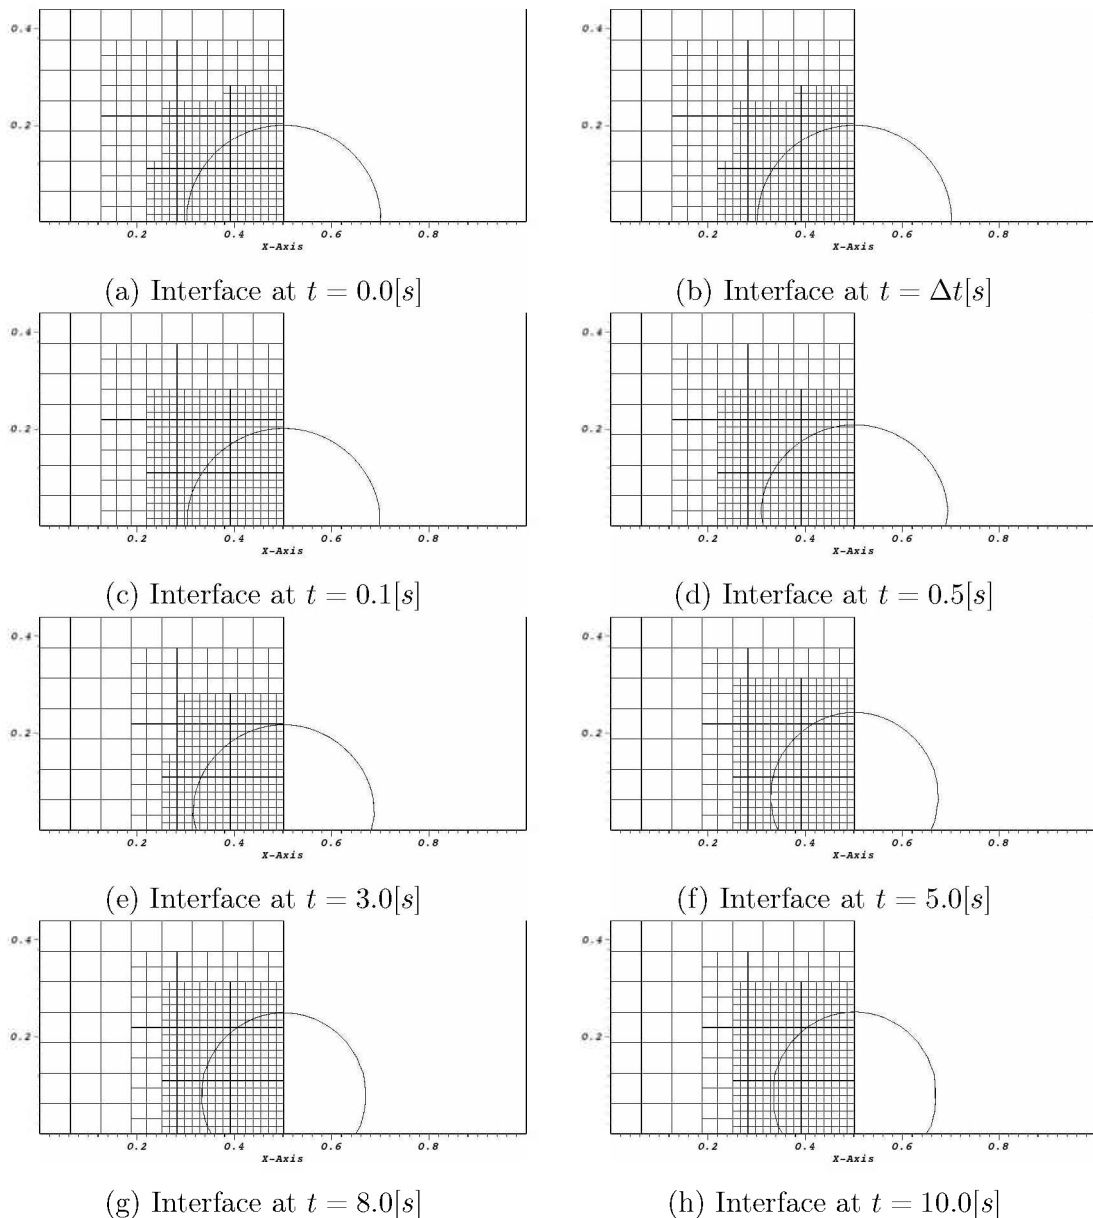 0.4 0.4
0.2 0.2
0.2 0.4 0.6 0.8 0.2 0.4 0.6 0.8
X-Axis X-Axis
(a) Interface at t = 0.0[s] (b) Interface at t = Δt[s]
0.4 0.4
0.2 0.2
0.2 0.4 0.6 0.8 0.2 0.4 0.6 0.8
X-Axis X-Axis
(c) Interface at t = 0.1[s] (d) Interface at t = 0.5[s]
0.4 0.4
0.2 0.2
0.2 0.4 0.6 0.8 0.2 0.4 0.6 0.8
X-Axis X-Axis
(e) Interface at t = 3.0[s] (f) Interface at t = 5.0[s]
0.4 0.4
0.2 0.2
0.2 0.4 0.6 0.8 0.2 0.4 0.6 0.8
X-Axis X-Axis
(g) Interface at t = 8.0[s] (h) Interface at t = 10.0[s]